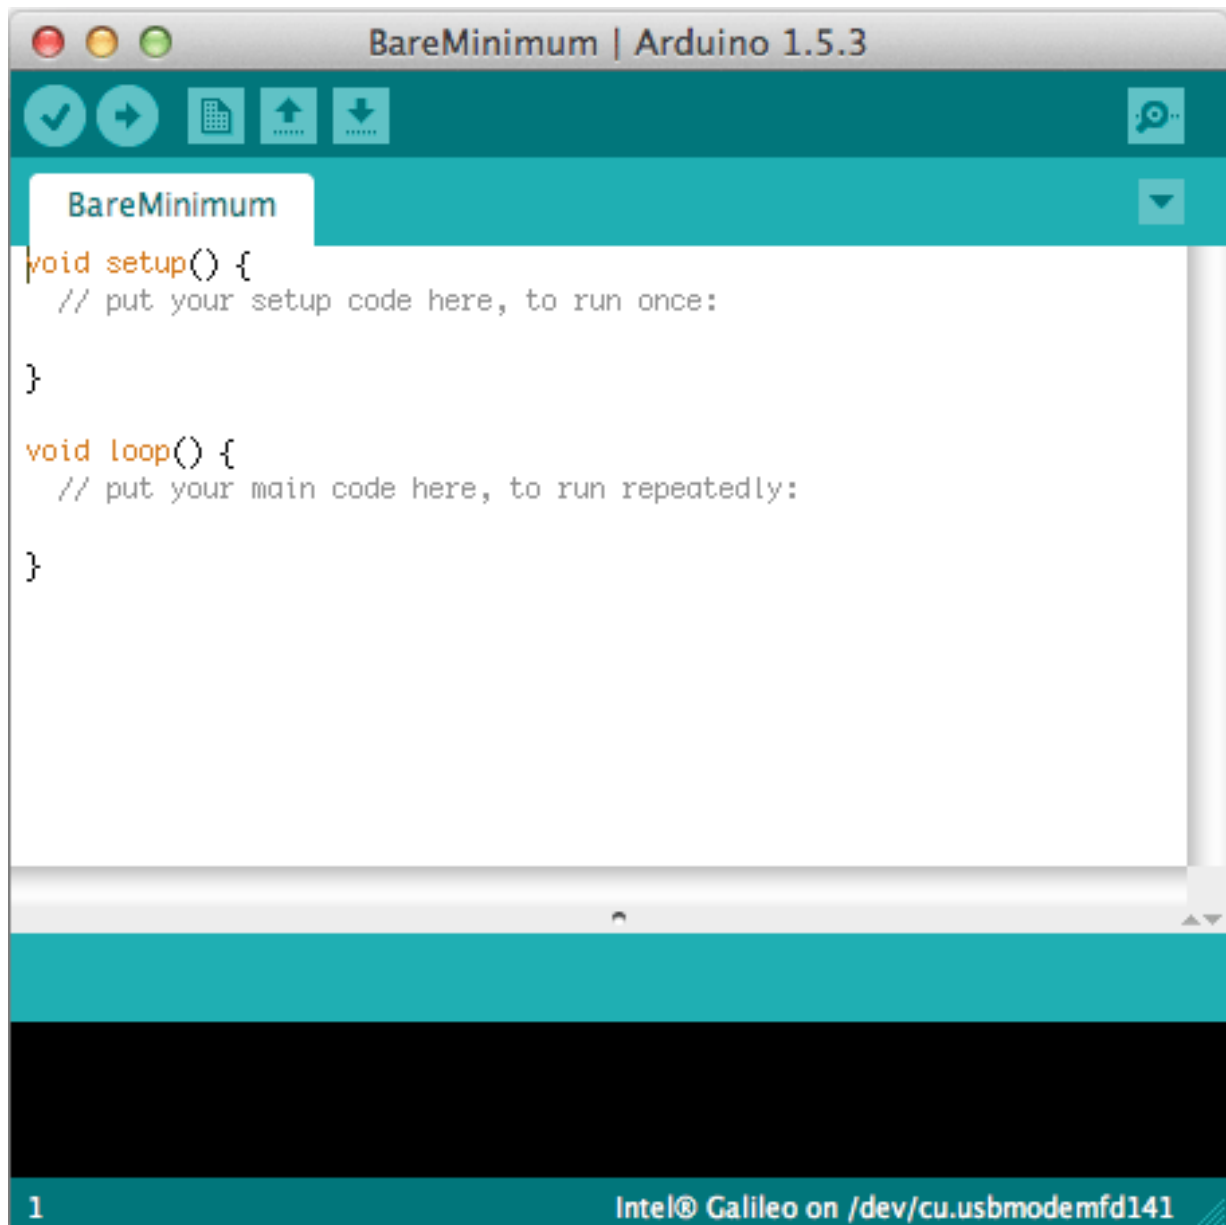 BareMinimum | Arduino 1.5.3
BareMinimum
void setup() {
  // put your setup code here, to run once:
}
void loop() {
  // put your main code here, to run repeatedly:
}
1
Intel® Galileo on /dev/cu.usbmodemfd141